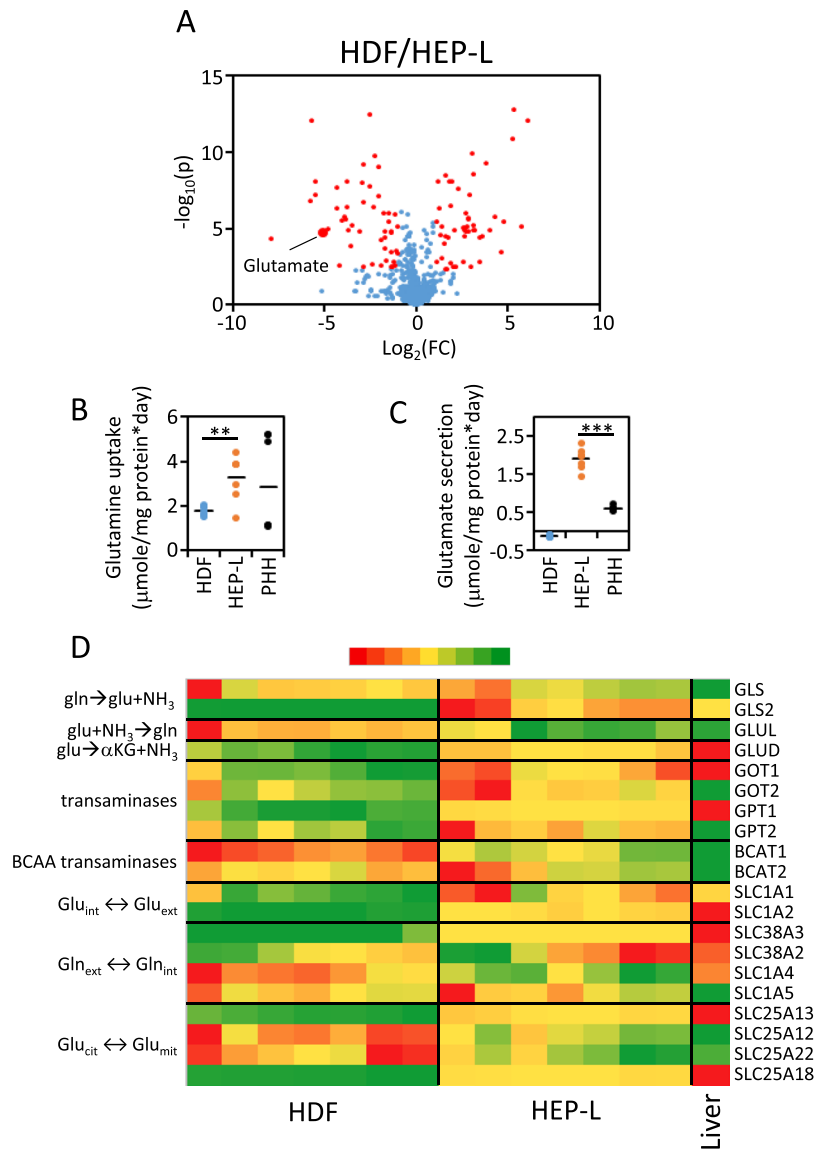 A
HDF/HEP-L
15
10
5
0
-log₁₀(p)
Glutamate
-10
-5
0
5
10
Log₂(FC)
B
Glutamine uptake
(μmole/mg protein*day)
6
4
2
0
**
HDF
HEP-L
PHH
C
Glutamate secretion
(μmole/mg protein*day)
2.5
1.5
0.5
-0.5
***
HDF
HEP-L
PHH
D
gln→glu+NH₃
glu+NH₃→gln
glu→αKG+NH₃
transaminases
BCAA transaminases
Gluᵢₙₜ ↔ Gluₑₓₜ
Glnₑₓₜ ↔ Glnᵢₙₜ
Glu_cit ↔ Glu_mit
GLS
GLS2
GLUL
GLUD
GOT1
GOT2
GPT1
GPT2
BCAT1
BCAT2
SLC1A1
SLC1A2
SLC38A3
SLC38A2
SLC1A4
SLC1A5
SLC25A13
SLC25A12
SLC25A22
SLC25A18
HDF
HEP-L
Liver